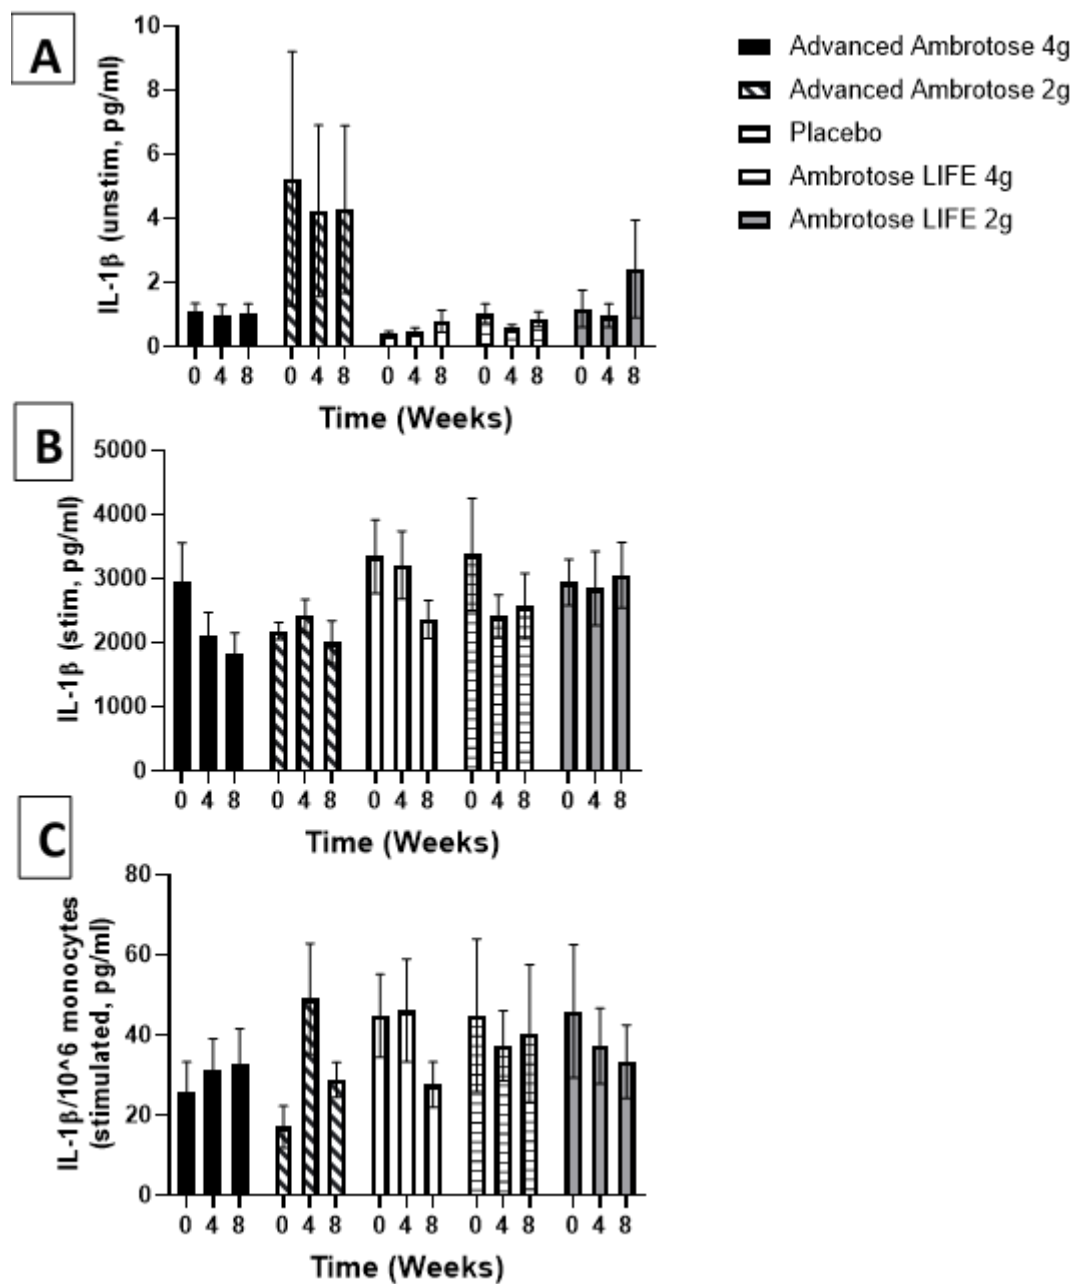 A
IL-1β (unstim, pg/ml)
10
8
6
4
2
0
0 4 8 0 4 8 0 4 8 0 4 8 0 4 8
Time (Weeks)
Advanced Ambrotose 4g
Advanced Ambrotose 2g
Placebo
Ambrotose LIFE 4g
Ambrotose LIFE 2g
B
IL-1β (stim, pg/ml)
5000
4000
3000
2000
1000
0
0 4 8 0 4 8 0 4 8 0 4 8 0 4 8
Time (Weeks)
C
IL-1β/10^6 monocytes
(stimulated, pg/ml)
80
60
40
20
0
0 4 8 0 4 8 0 4 8 0 4 8 0 4 8
Time (Weeks)